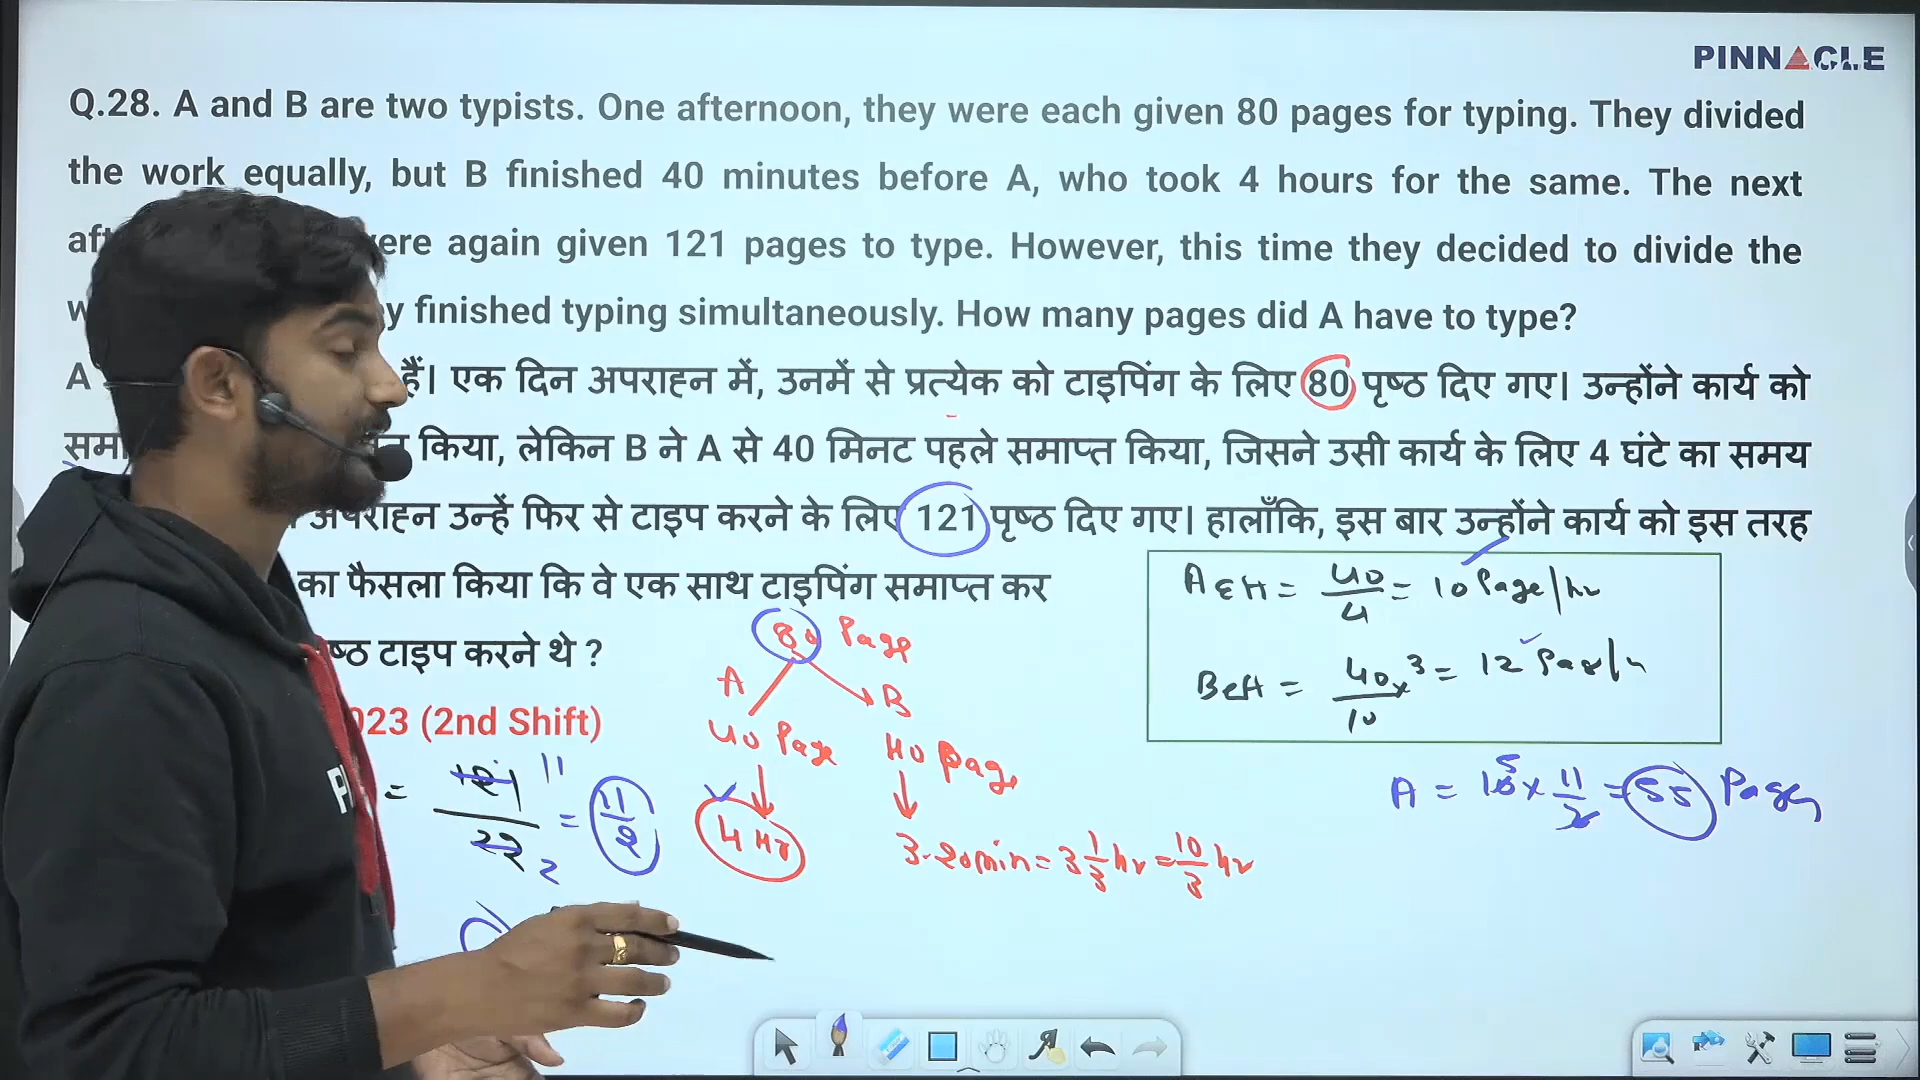 PINNACLE
Q.28. A and B are two typists. One afternoon, they were each given 80 pages for typing. They divided
the work equally, but B finished 40 minutes before A, who took 4 hours for the same. The next
were again given 121 pages to type. However, this time they decided to divide the
finished typing simultaneously. How many pages did A have to type?
A हैं। एक दिन अपराह्न में, उनमें से प्रत्येक को टाइपिंग के लिए 80 पृष्ठ दिए गए। उन्होंने कार्य को
किया, लेकिन B ने A से 40 मिनट पहले समाप्त किया, जिसने उसी कार्य के लिए 4 घंटे का समय
अपराह्न उन्हें फिर से टाइप करने के लिए 121 पृष्ठ दिए गए। हालाँकि, इस बार उन्होंने कार्य को इस तरह
का फैसला किया कि वे एक साथ टाइपिंग समाप्त कर
टाइप करने थे ?
(2nd Shift)
80 Page
A B
40 Page 40 Page
4 Hr
3-20min = 3 1/3 hr = 10/3 hr
A Eff = 40/4 = 10 Page/hr
B eff = 40/10 x 3 = 12 Page/h
= 121/22 = 11/2
A = 10 x 11/2 = 55 Pages